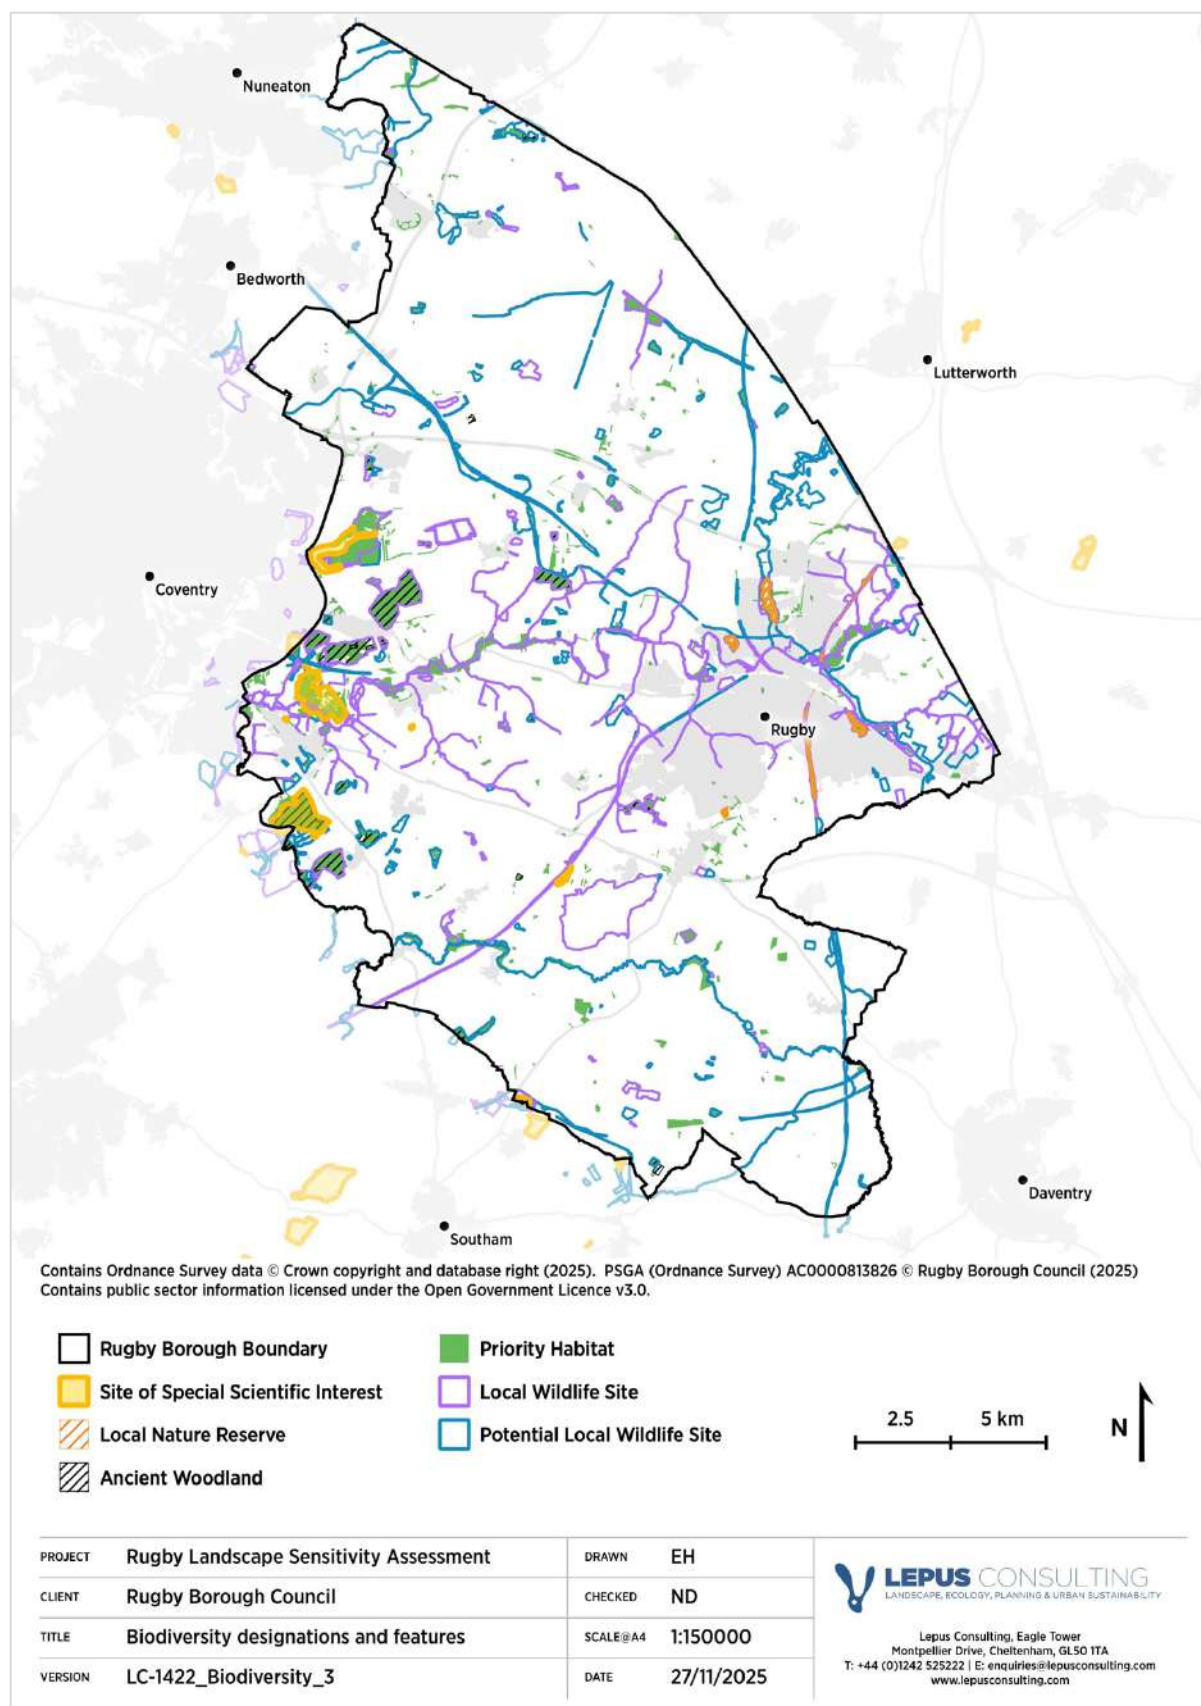 Nuneaton
Bedworth
Lutterworth
Coventry
Rugby
Daventry
Southam
Contains Ordnance Survey data © Crown copyright and database right (2025). PSGA (Ordnance Survey) AC0000813826 © Rugby Borough Council (2025)
Contains public sector information licensed under the Open Government Licence v3.0.
Rugby Borough Boundary
Site of Special Scientific Interest
Local Nature Reserve
Ancient Woodland
Priority Habitat
Local Wildlife Site
Potential Local Wildlife Site
2.5 5 km
N
PROJECT Rugby Landscape Sensitivity Assessment
CLIENT Rugby Borough Council
TITLE Biodiversity designations and features
VERSION LC-1422_Biodiversity_3
DRAWN EH
CHECKED ND
SCALE@A4 1:150000
DATE 27/11/2025
LEPUS CONSULTING
LANDSCAPE, ECOLOGY, PLANNING & URBAN SUSTAINABILITY
Lepus Consulting, Eagle Tower
Montpellier Drive, Cheltenham, GL50 1TA
T: +44 (0)1242 525222 | E: enquiries@lepusconsulting.com
www.lepusconsulting.com